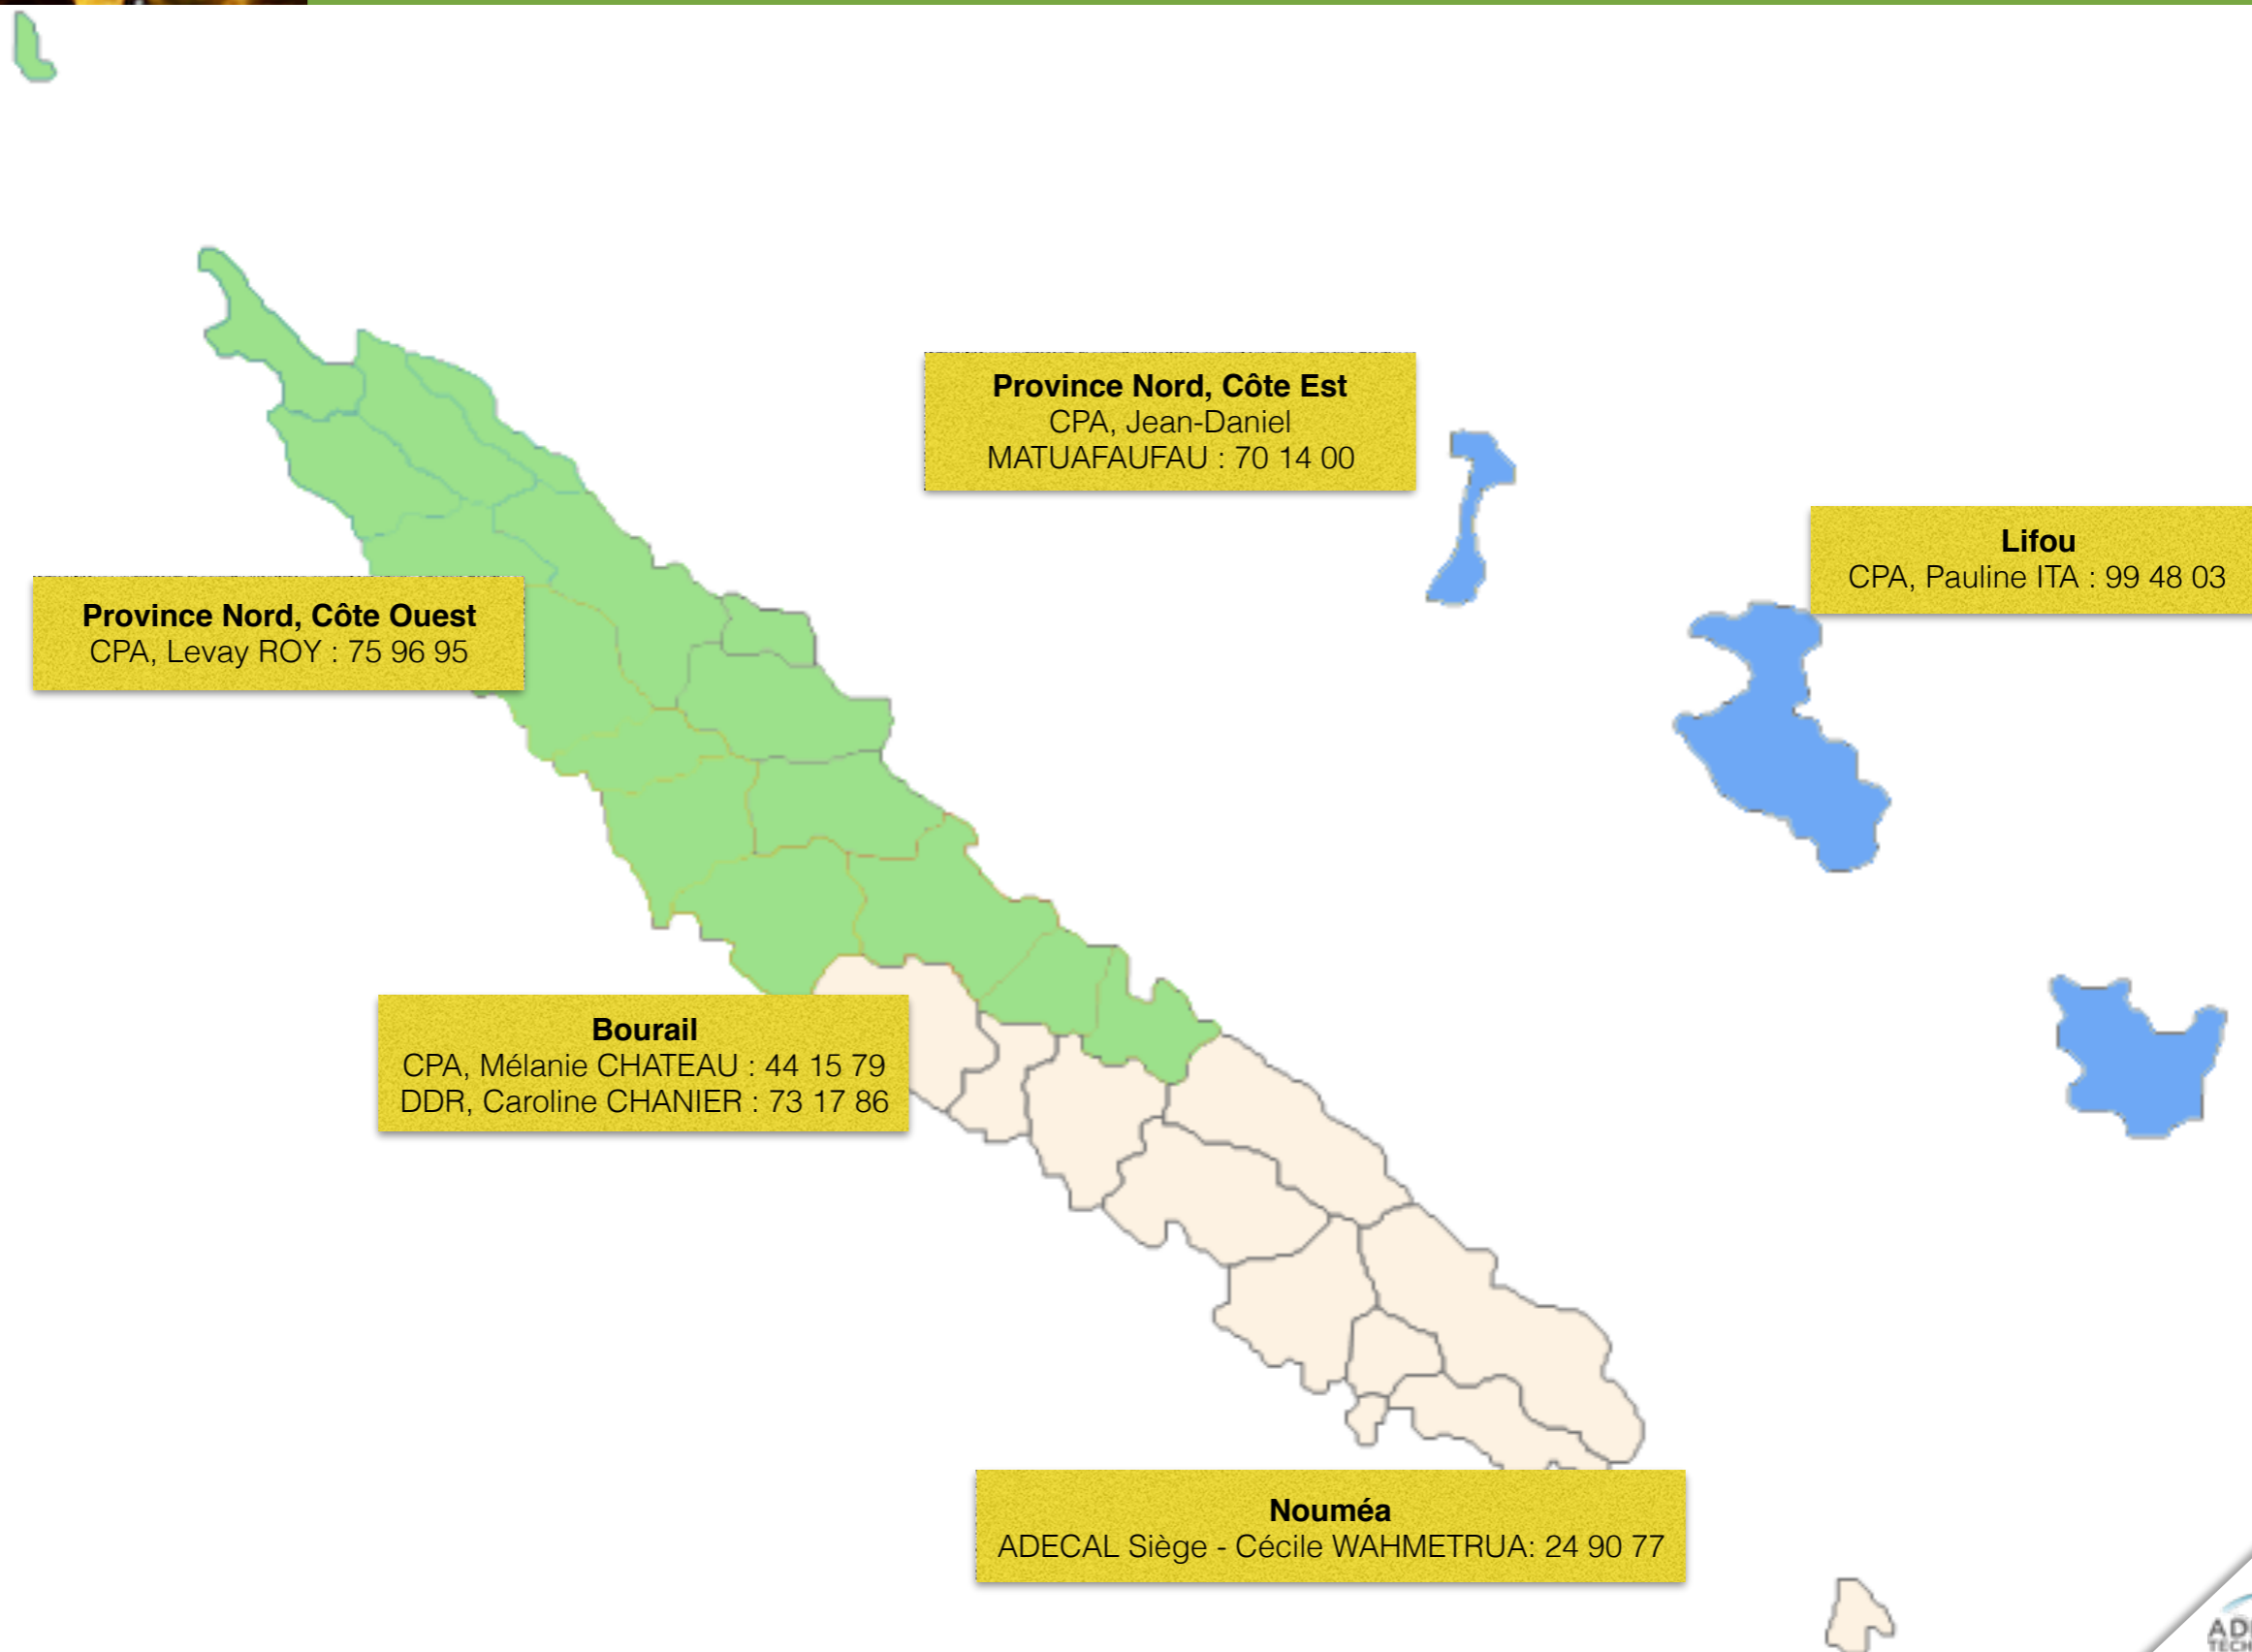 Province Nord, Côte Est
CPA, Jean-Daniel
MATUAFAUFAU : 70 14 00
Lifou
CPA, Pauline ITA : 99 48 03
Province Nord, Côte Ouest
CPA, Levay ROY : 75 96 95
Bourail
CPA, Mélanie CHATEAU : 44 15 79
DDR, Caroline CHANIER : 73 17 86
Nouméa
ADECAL Siège - Cécile WAHMETRUA: 24 90 77